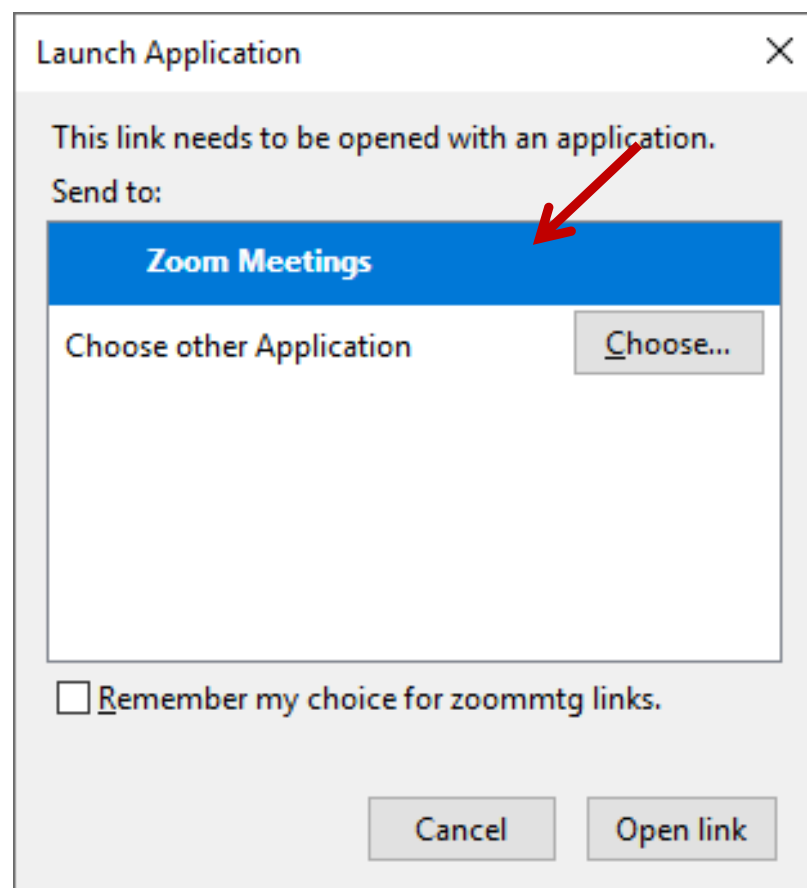 Launch Application
This link needs to be opened with an application.
Send to:
Zoom Meetings
Choose other Application
Choose...
Remember my choice for zoommtg links.
Cancel
Open link